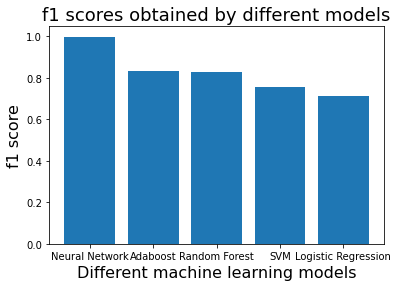 f1 scores obtained by different models
f1 score
1.0
0.8
0.6
0.4
0.2
0.0
Neural Network Adaboost Random Forest SVM Logistic Regression
Different machine learning models